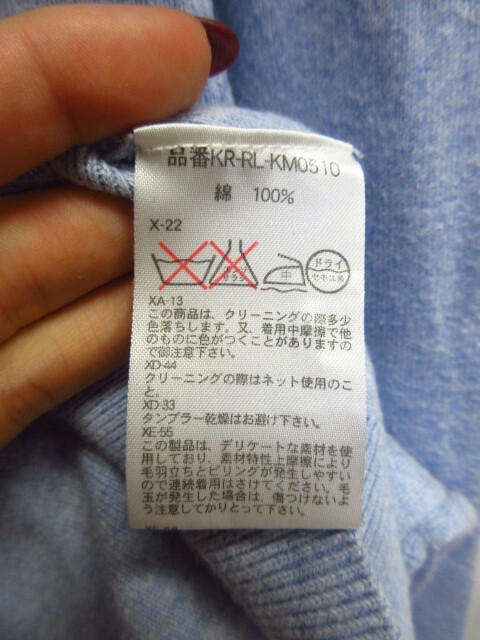 品番KR-RL-KM0510
綿 100%
X-22
エンソ
サラシ
中
ドライ
セキユ系
XA-13
この商品は、クリーニングの際多少
色落ちします。又、着用中摩擦で他
のものに色がつくことがありますの
で御注意下さい。
XD-44
クリーニングの際はネット使用のこ
と。
XD-33
タンブラー乾燥はお避け下さい。
XE-55
この製品は、デリケートな素材を使
用しており、素材特性上摩擦により
毛羽立ちとピリングが発生しやすい
ので連続着用はさけてください。毛
玉が発生した場合は、傷つけないよ
う注意してかりとって下さい。